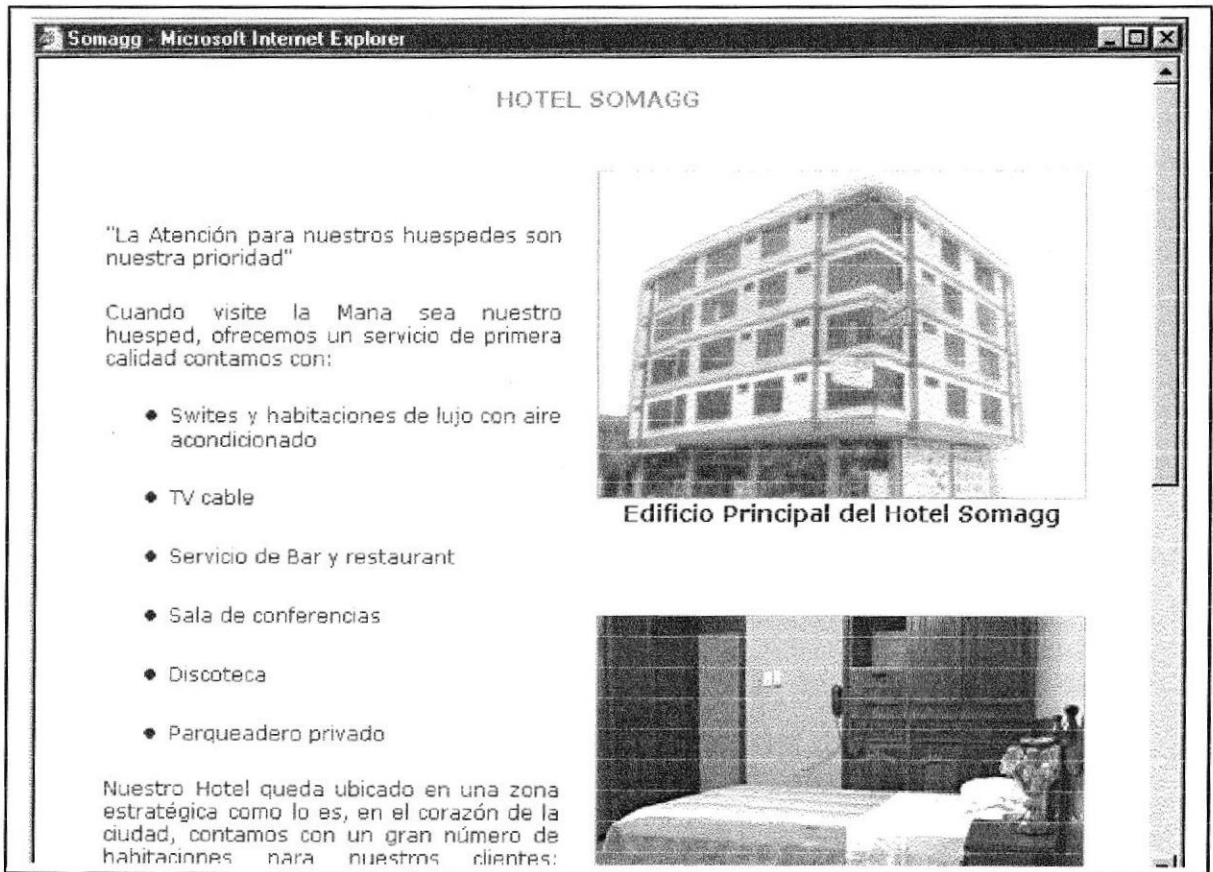 Somagg - Microsoft Internet Explorer
HOTEL SOMAGG
"La Atención para nuestros huespedes son
nuestra prioridad"
Cuando visite la Mana sea nuestro
huesped, ofrecemos un servicio de primera
calidad contamos con:
Swites y habitaciones de lujo con aire
acondicionado
TV cable
Servicio de Bar y restaurant
Sala de conferencias
Discoteca
Parqueadero privado
Nuestro Hotel queda ubicado en una zona
estratégica como lo es, en el corazón de la
ciudad, contamos con un gran número de
habitaciones para nuestros clientes:
Edificio Principal del Hotel Somagg